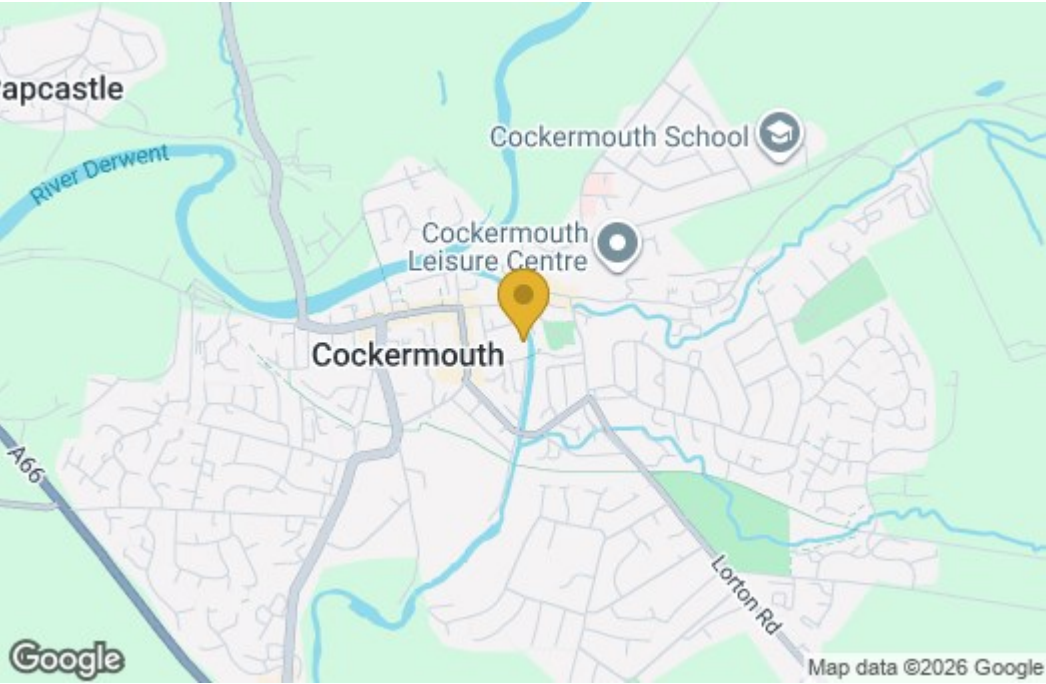 apcastle
River Derwent
Cockermouth School
Cockermouth
Leisure Centre
Cockermouth
A66
Lorton Rd
Google
Map data ©2026 Google